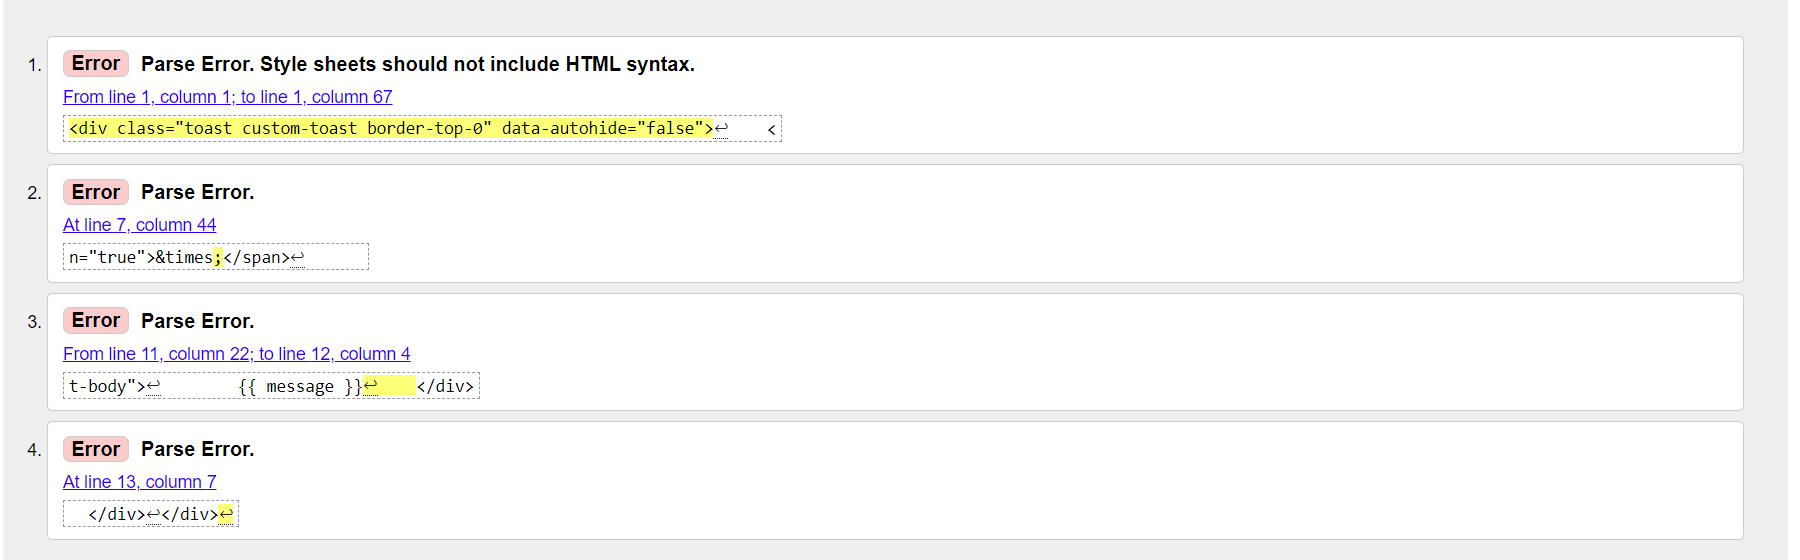 1. Error Parse Error. Style sheets should not include HTML syntax.
From line 1, column 1; to line 1, column 67
<div class="toast custom-toast border-top-0" data-autohide="false">↩    <
2. Error Parse Error.
At line 7, column 44
n="true">&times;</span>↩
3. Error Parse Error.
From line 11, column 22; to line 12, column 4
t-body">↩        {{ message }}↩    </div>
4. Error Parse Error.
At line 13, column 7
</div>↩</div>↩